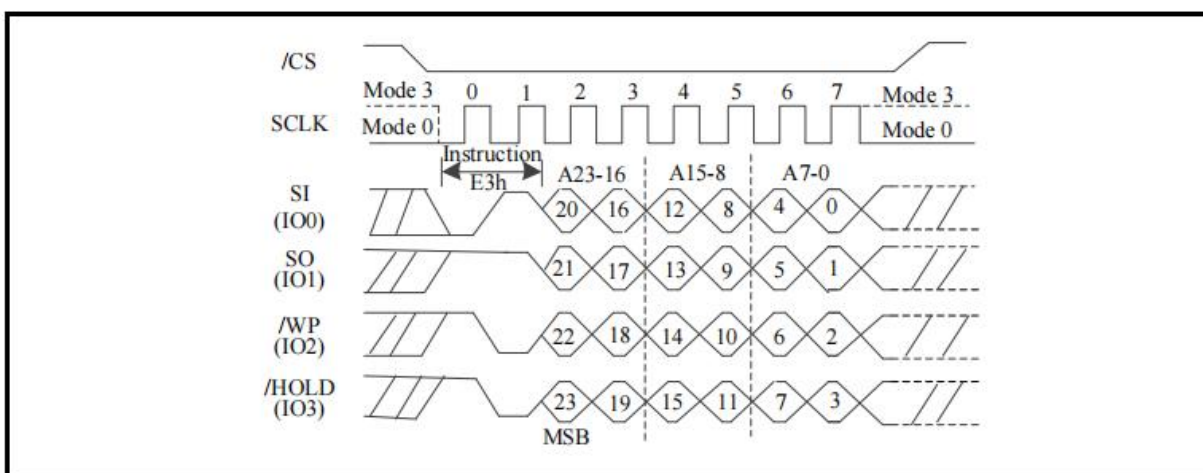 /CS
Mode 3 0 1 2 3 4 5 6 7 Mode 3
SCLK
Mode 0 Mode 0
Instruction
E3h A23-16 A15-8 A7-0
SI
(IO0)
20 16 12 8 4 0
SO
(IO1)
21 17 13 9 5 1
/WP
(IO2)
22 18 14 10 6 2
/HOLD
(IO3)
23 19 15 11 7 3
MSB